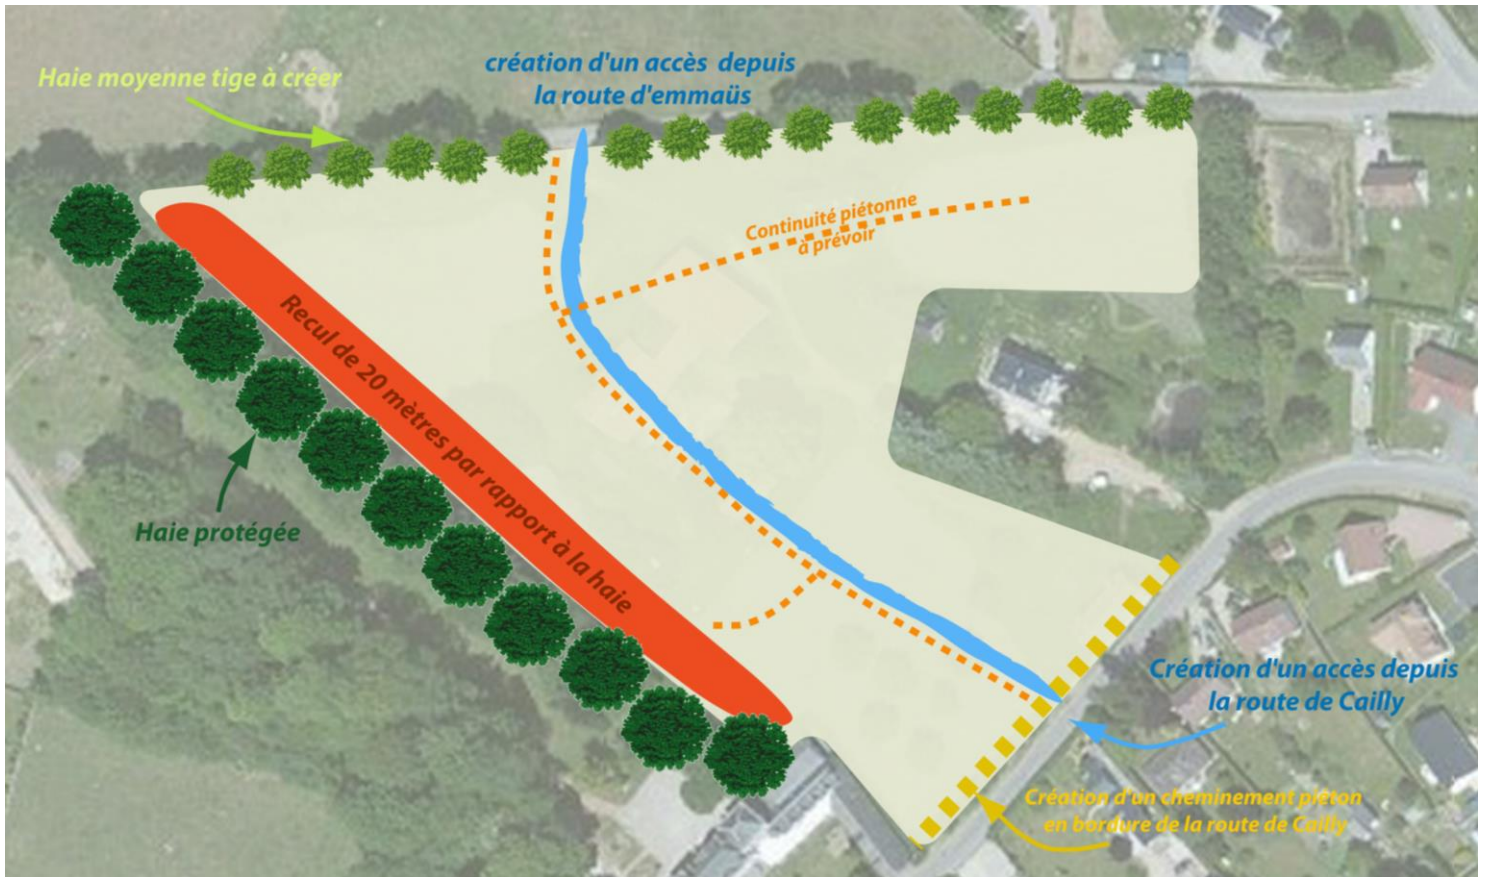 Haie moyenne tige à créer
création d'un accès depuis
la route d'emmaüs
Continuité piétonne
à prévoir
Recul de 20 mètres par rapport à la haie
Haie protégée
Création d'un accès depuis
la route de Cailly
Création d'un cheminement piéton
en bordure de la route de Cailly